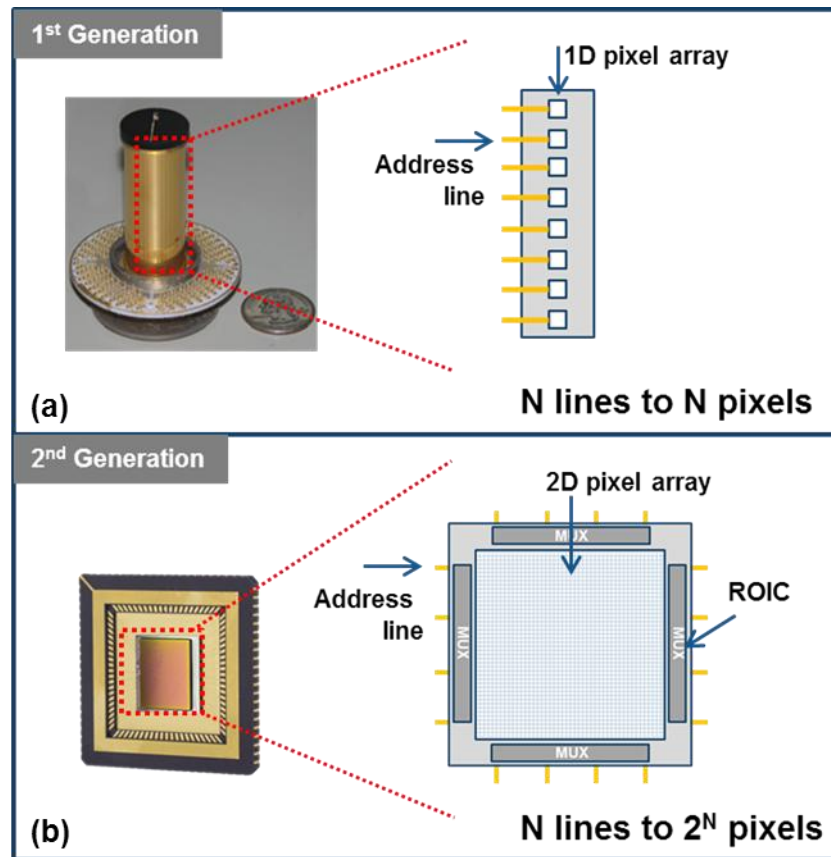 1st Generation
1D pixel array
Address
line
(a)
N lines to N pixels
2nd Generation
2D pixel array
MUX
Address
line
ROIC
MUX
MUX
MUX
(b)
N lines to 2^N pixels